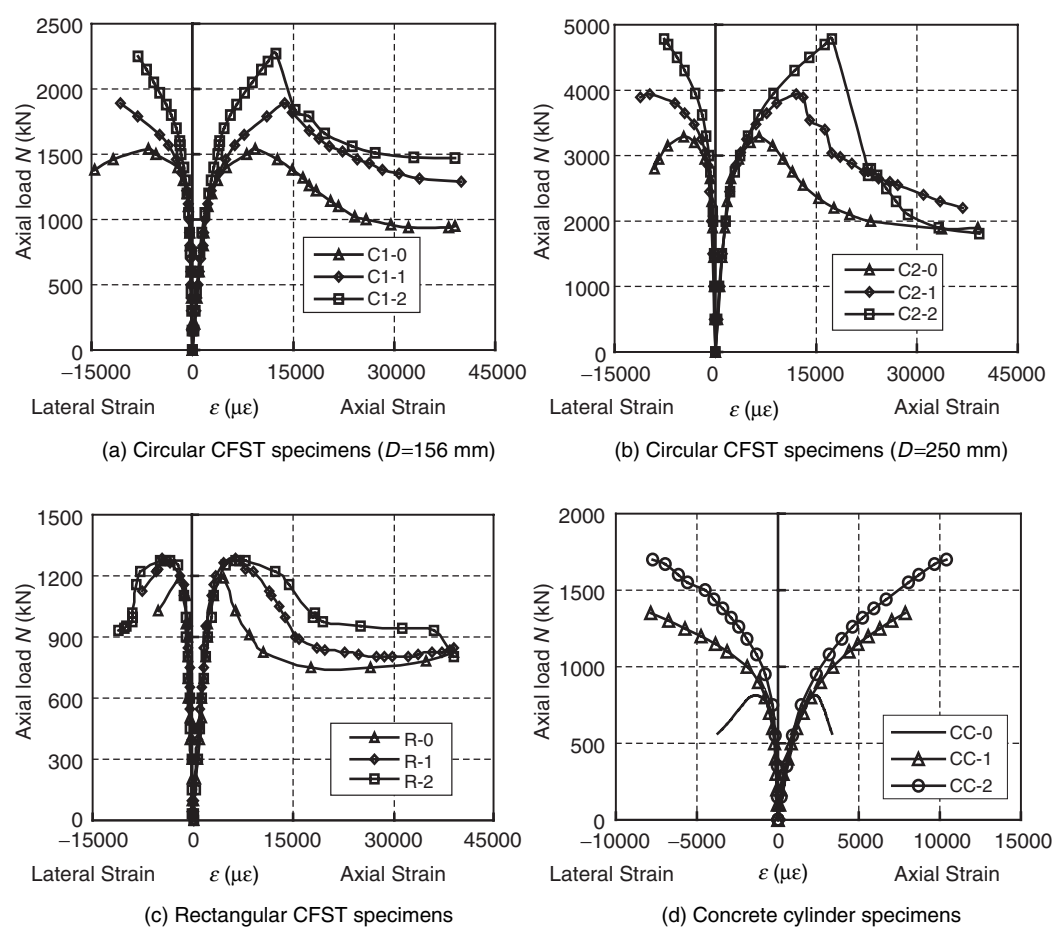 2500
2000
1500
1000
500
0
Axial load N (kN)
C1-0
C1-1
C1-2
−15000 0 15000 30000 45000
Lateral Strain ε (με) Axial Strain
(a) Circular CFST specimens (D=156 mm)
5000
4000
3000
2000
1000
0
Axial load N (kN)
C2-0
C2-1
C2-2
−15000 0 15000 30000 45000
Lateral Strain ε (με) Axial Strain
(b) Circular CFST specimens (D=250 mm)
1500
1200
900
600
300
0
Axial load N (kN)
R-0
R-1
R-2
−15000 0 15000 30000 45000
Lateral Strain ε (με) Axial Strain
(c) Rectangular CFST specimens
2000
1500
1000
500
0
Axial load N (kN)
CC-0
CC-1
CC-2
−10000 −5000 0 5000 10000 15000
Lateral Strain ε (με) Axial Strain
(d) Concrete cylinder specimens